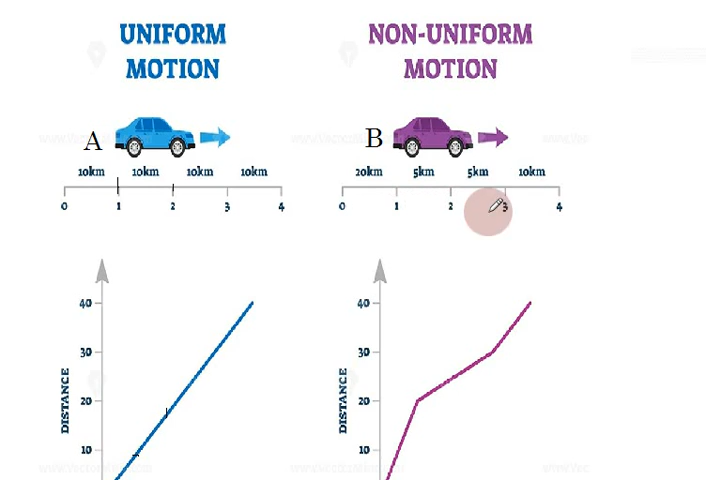 UNIFORM
MOTION
NON-UNIFORM
MOTION
A
B
10km 10km 10km 10km
0 1 2 3 4
20km 5km 5km 10km
0 1 2 3 4
40
30
20
10
DISTANCE
40
30
20
10
DISTANCE